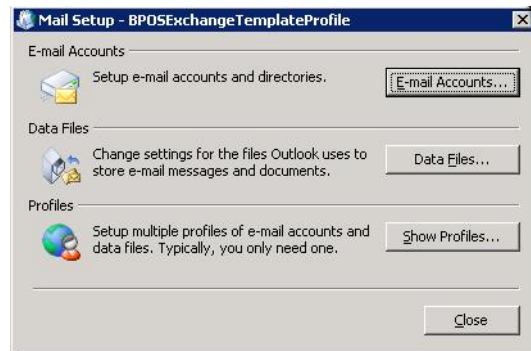 Mail Setup - BPOSExchangeTemplateProfile
E-mail Accounts
Setup e-mail accounts and directories.
E-mail Accounts...
Data Files
Change settings for the files Outlook uses to
store e-mail messages and documents.
Data Files...
Profiles
Setup multiple profiles of e-mail accounts and
data files. Typically, you only need one.
Show Profiles...
Close